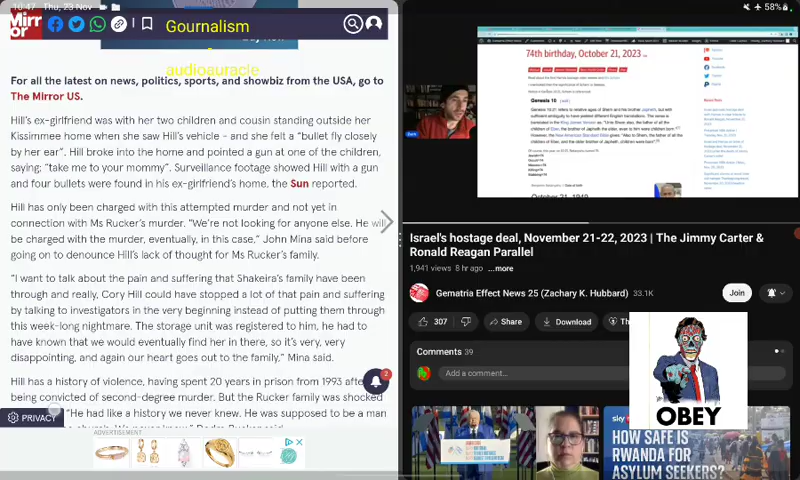 10:47 Thu, 23 Nov
58%
Mirr
or
Gournalism
audioauracle
For all the latest on news, politics, sports, and showbiz from the USA, go to
The Mirror US.
Hill's ex-girlfriend was with her two children and cousin standing outside her
Kissimmee home when she saw Hill's vehicle – and she felt a "bullet fly closely
by her ear". Hill broke into the home and pointed a gun at one of the children,
saying: "take me to your mommy". Surveillance footage showed Hill with a gun
and four bullets were found in his ex-girlfriend's home, the Sun reported.
Hill has only been charged with this attempted murder and not yet in
connection with Ms Rucker's murder. "We're not looking for anyone else. He will
be charged with the murder, eventually, in this case," John Mina said before
going on to denounce Hill's lack of thought for Ms Rucker's family.
"I want to talk about the pain and suffering that Shakeira's family have been
through and really, Cory Hill could have stopped a lot of that pain and suffering
by talking to investigators in the very beginning instead of putting them through
this week-long nightmare. The storage unit was registered to him, he had to
have known that we would eventually find her in there, so it's very, very
disappointing, and again our heart goes out to the family," Mina said.
Hill has a history of violence, having spent 20 years in prison from 1993 after
being convicted of second-degree murder. But the Rucker family was shocked
"He had like a history we never knew. He was supposed to be a man
2
PRIVACY
ADVERTISEMENT
74th birthday, October 21, 2023
Genesis 10
October 21, 1949
Israel's hostage deal, November 21-22, 2023 | The Jimmy Carter &
Ronald Reagan Parallel
1,941 views 8 hr ago ...more
Gematria Effect News 25 (Zachary K. Hubbard) 33.1K
Join
307
Share
Download
Th
Comments 39
Add a comment...
OBEY
sky
HOW SAFE IS
RWANDA FOR
ASYLUM SEEKERS?